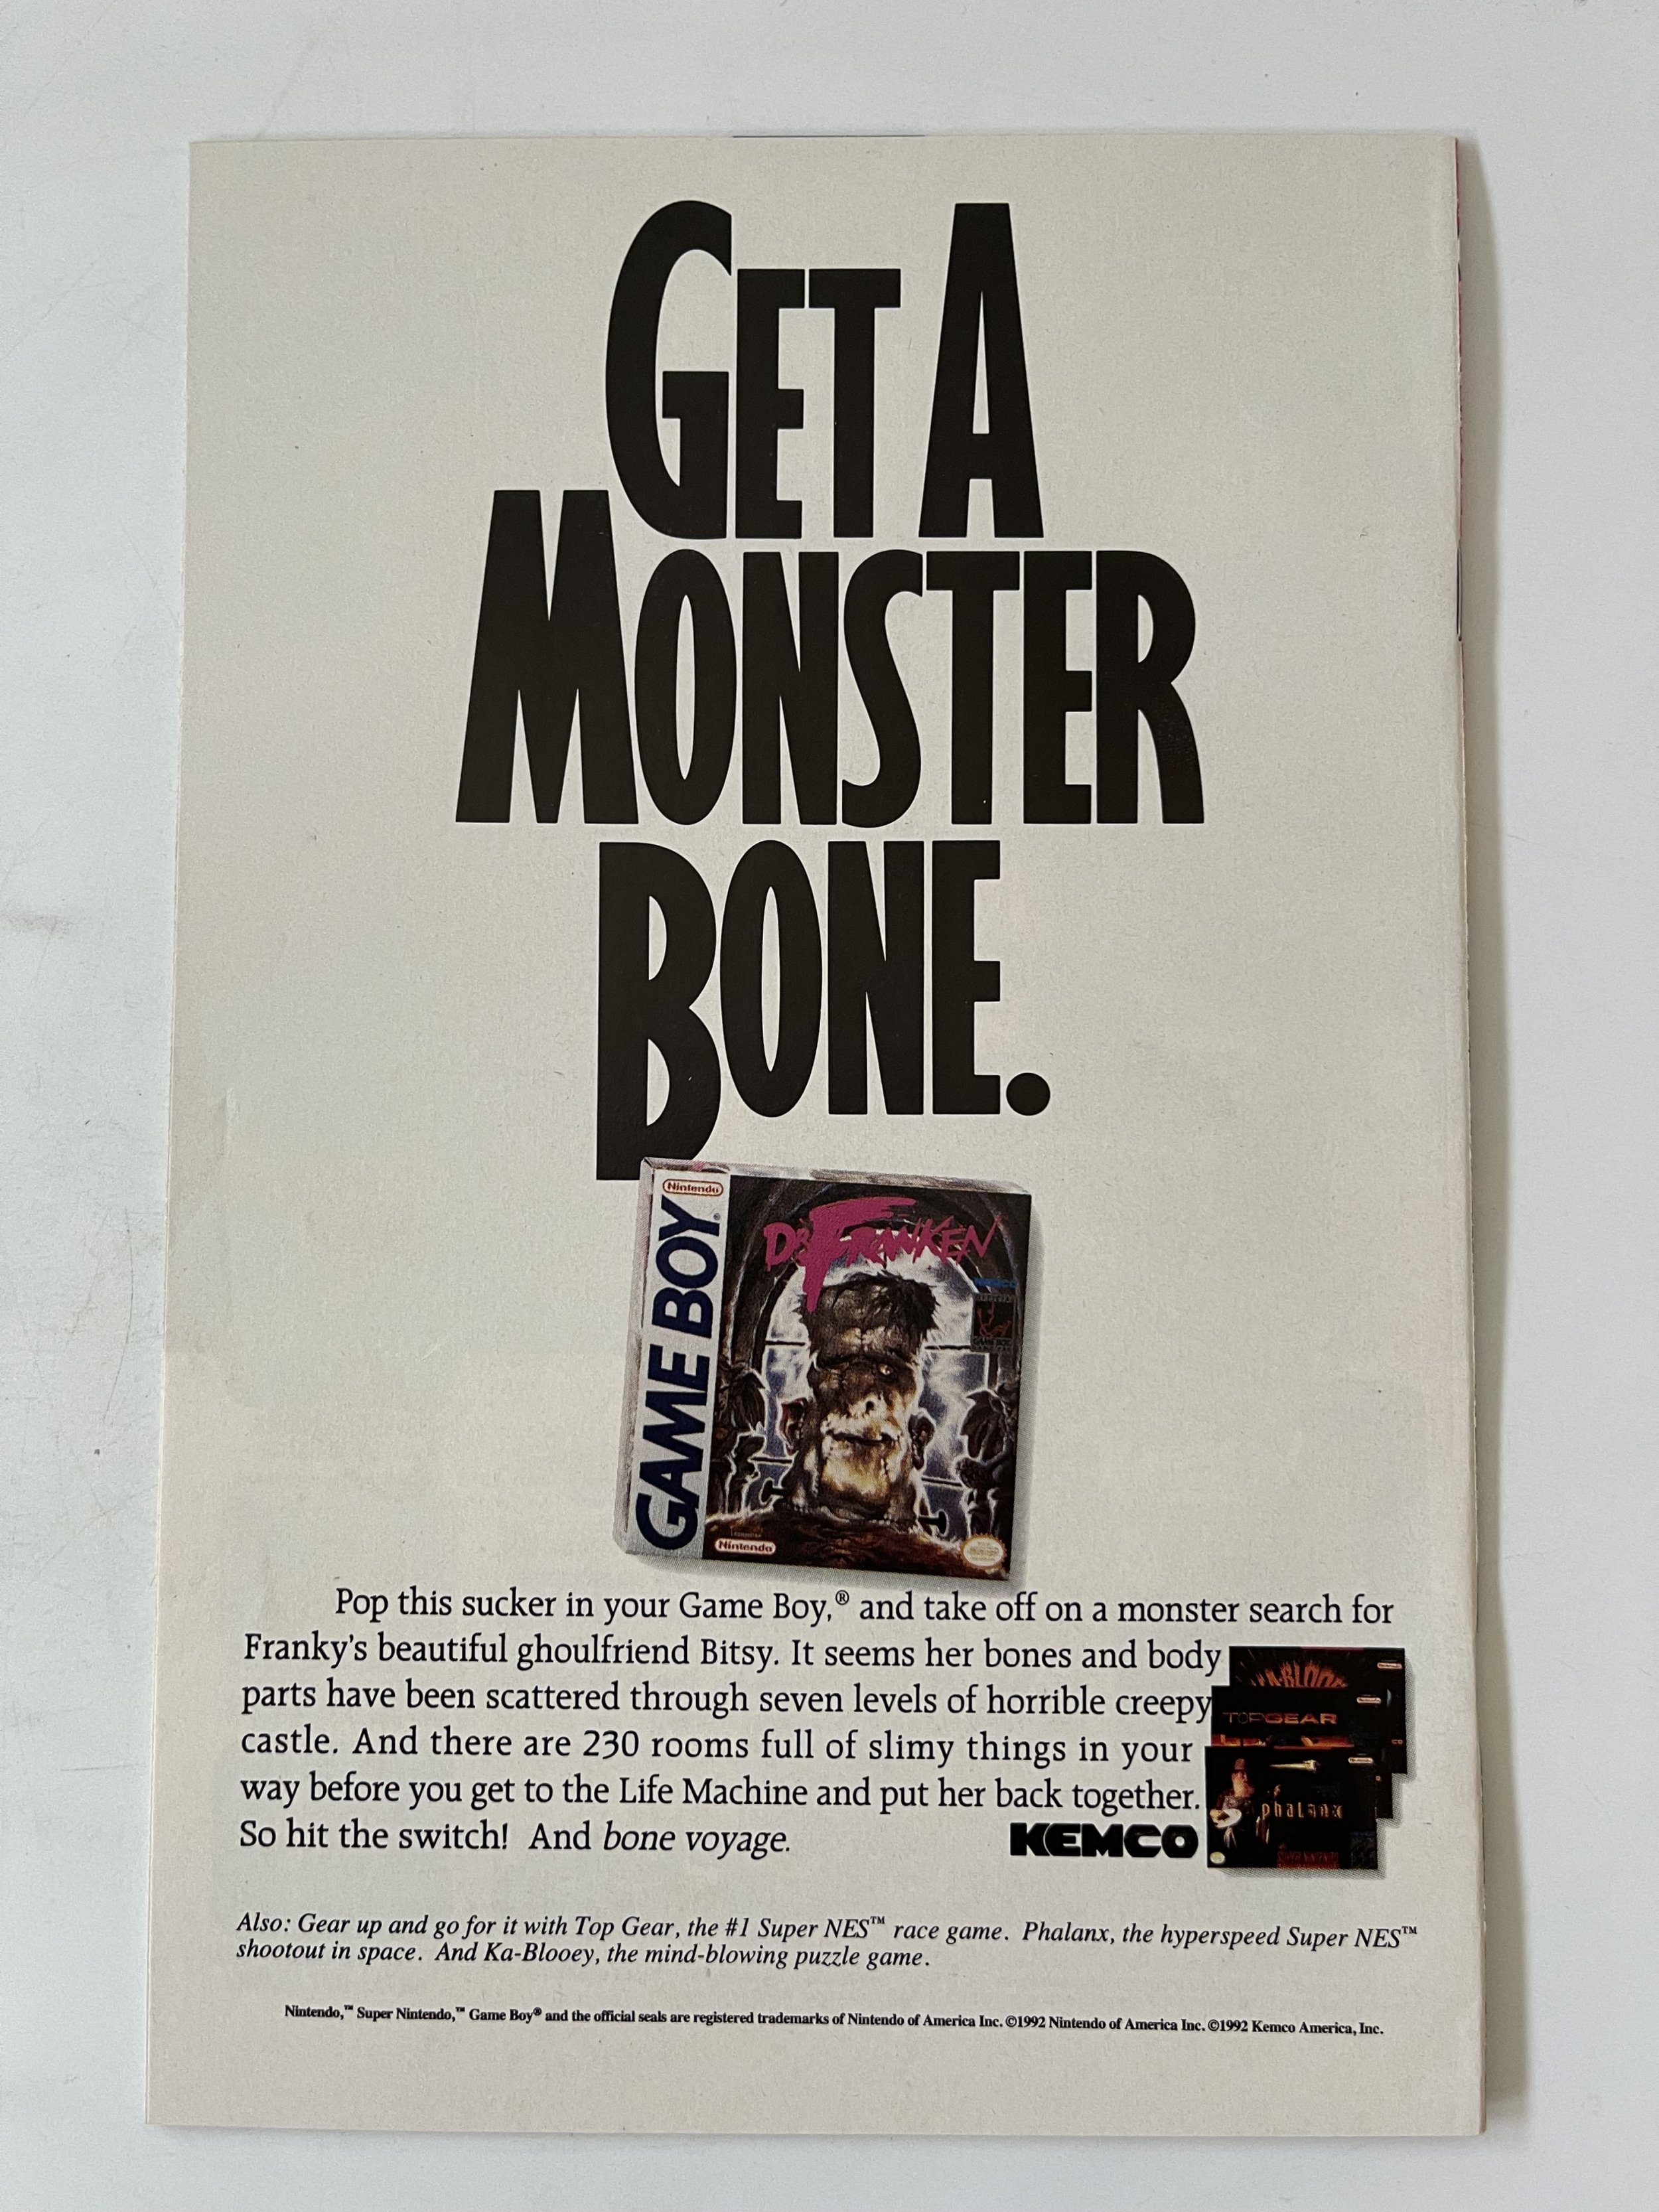 GET A
MONSTER
BONE.
Nintendo
GAME BOY
DR. FRANKEN
KEMCO
Nintendo
Pop this sucker in your Game Boy,® and take off on a monster search for
Franky's beautiful ghoulfriend Bitsy. It seems her bones and body
parts have been scattered through seven levels of horrible creepy
castle. And there are 230 rooms full of slimy things in your
way before you get to the Life Machine and put her back together.
So hit the switch! And bone voyage.
KEMCO
KA-BLOOEY
TOP GEAR
phalanx
Also: Gear up and go for it with Top Gear, the #1 Super NES™ race game. Phalanx, the hyperspeed Super NES™
shootout in space. And Ka-Blooey, the mind-blowing puzzle game.
Nintendo,™ Super Nintendo,™ Game Boy® and the official seals are registered trademarks of Nintendo of America Inc. ©1992 Nintendo of America Inc. ©1992 Kemco America, Inc.